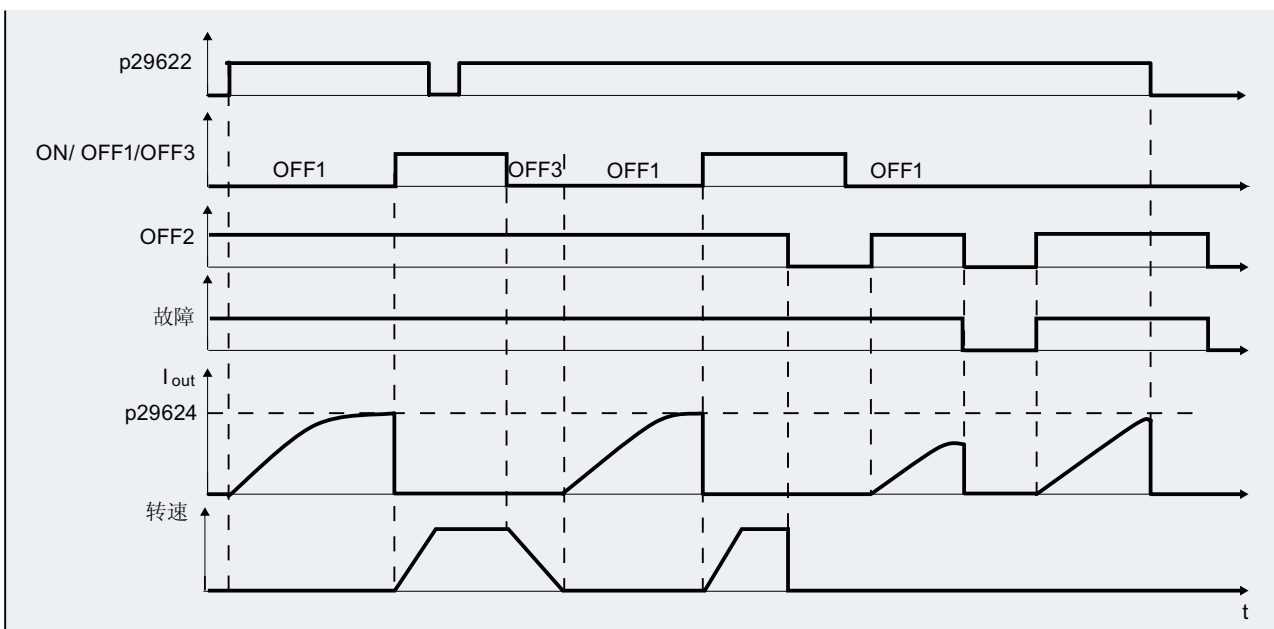 p29622
ON/ OFF1/OFF3
OFF1
OFF3
OFF1
OFF1
OFF2
故障
I out
p29624
转速
t